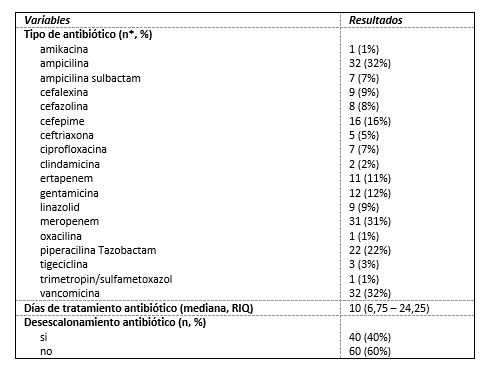 Variables Resultados
Tipo de antibiótico (n*, %)
amikacina 1 (1%)
ampicilina 32 (32%)
ampicilina sulbactam 7 (7%)
cefalexina 9 (9%)
cefazolina 8 (8%)
cefepime 16 (16%)
ceftriaxona 5 (5%)
ciprofloxacina 7 (7%)
clindamicina 2 (2%)
ertapenem 11 (11%)
gentamicina 12 (12%)
linazolid 9 (9%)
meropenem 31 (31%)
oxacilina 1 (1%)
piperacilina Tazobactam 22 (22%)
tigeciclina 3 (3%)
trimetropin/sulfametoxazol 1 (1%)
vancomicina 32 (32%)
Días de tratamiento antibiótico (mediana, RIQ) 10 (6,75 – 24,25)
Desescalonamiento antibiótico (n, %)
si 40 (40%)
no 60 (60%)